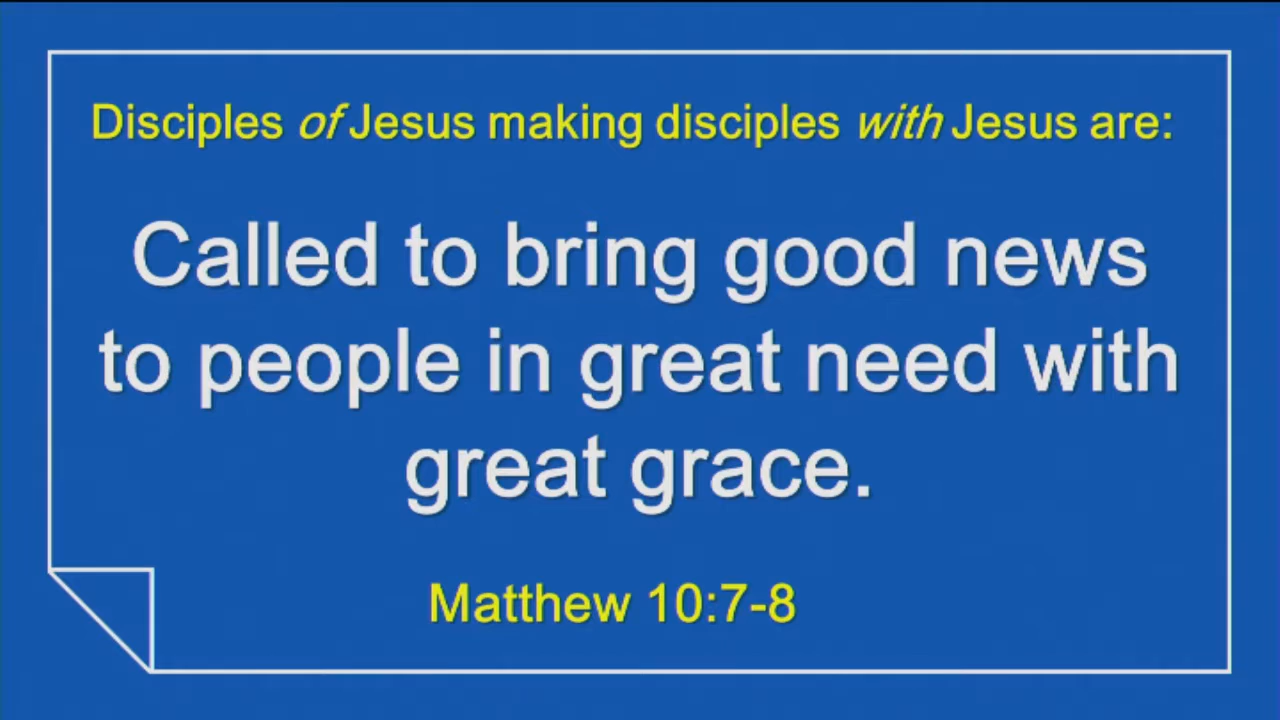 Disciples of Jesus making disciples with Jesus are:
Called to bring good news
to people in great need with
great grace.
Matthew 10:7-8